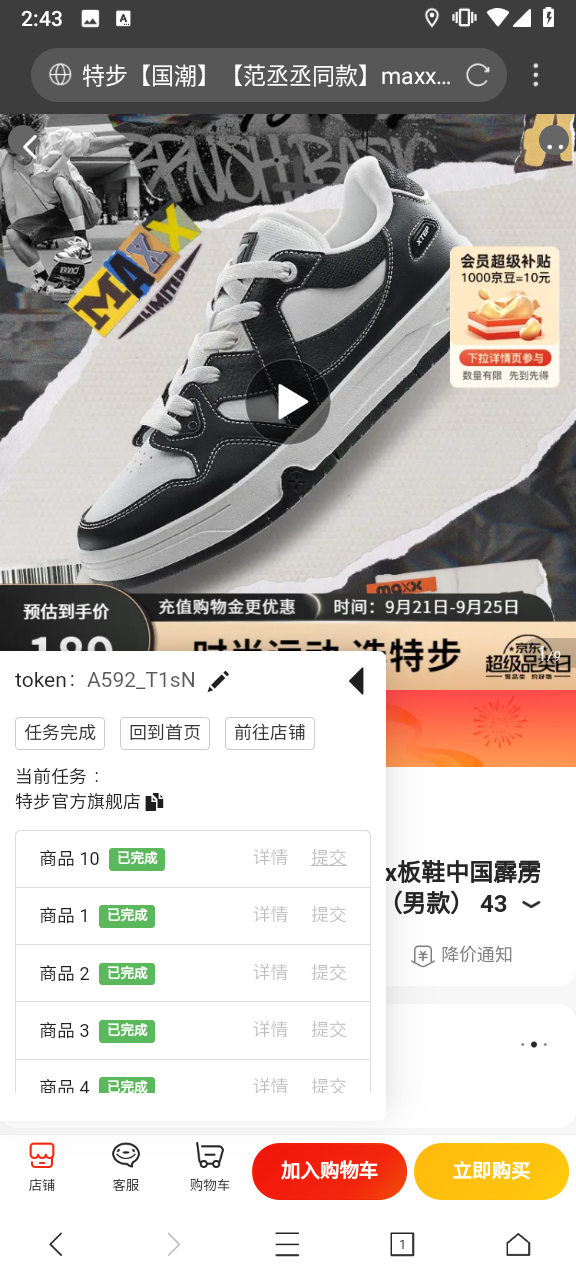 2:43
特步【国潮】【范丞丞同款】maxx...
BRUSH.BASIC
MAXX
LIMITED
XTEP
会员超级补贴
1000京豆=10元
下拉详情页参与
数量有限 先到先得
maxx
预估到手价
充值购物金更优惠
时间：9月21日-9月25日
189
时尚运动 选特步
京东
超级品类日
1/9
token： A592_T1sN
任务完成
回到首页
前往店铺
当前任务：
特步官方旗舰店
商品 10 已完成 详情 提交
商品 1 已完成 详情 提交
商品 2 已完成 详情 提交
商品 3 已完成 详情 提交
商品 4 已完成 详情 提交
x板鞋中国霹雳
（男款） 43
降价通知
店铺
客服
购物车
加入购物车
立即购买
1